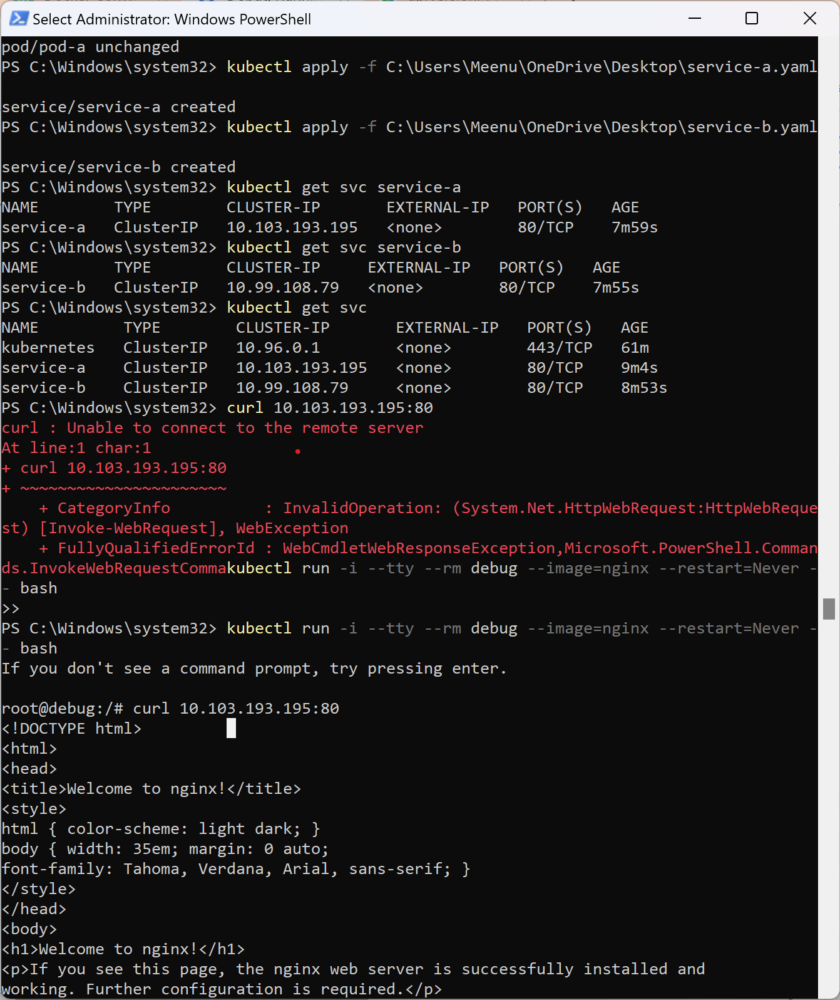 Select Administrator: Windows PowerShell
pod/pod-a unchanged
PS C:\Windows\system32> kubectl apply -f C:\Users\Meenu\OneDrive\Desktop\service-a.yaml
service/service-a created
PS C:\Windows\system32> kubectl apply -f C:\Users\Meenu\OneDrive\Desktop\service-b.yaml
service/service-b created
PS C:\Windows\system32> kubectl get svc service-a
NAME        TYPE        CLUSTER-IP       EXTERNAL-IP   PORT(S)   AGE
service-a   ClusterIP   10.103.193.195   <none>        80/TCP    7m59s
PS C:\Windows\system32> kubectl get svc service-b
NAME        TYPE        CLUSTER-IP     EXTERNAL-IP   PORT(S)   AGE
service-b   ClusterIP   10.99.108.79   <none>        80/TCP    7m55s
PS C:\Windows\system32> kubectl get svc
NAME         TYPE        CLUSTER-IP       EXTERNAL-IP   PORT(S)   AGE
kubernetes   ClusterIP   10.96.0.1        <none>        443/TCP   61m
service-a    ClusterIP   10.103.193.195   <none>        80/TCP    9m4s
service-b    ClusterIP   10.99.108.79     <none>        80/TCP    8m53s
PS C:\Windows\system32> curl 10.103.193.195:80
curl : Unable to connect to the remote server
At line:1 char:1
+ curl 10.103.193.195:80
+ ~~~~~~~~~~~~~~~~~~~~~~
    + CategoryInfo          : InvalidOperation: (System.Net.HttpWebRequest:HttpWebReque
st) [Invoke-WebRequest], WebException
    + FullyQualifiedErrorId : WebCmdletWebResponseException,Microsoft.PowerShell.Comman
ds.InvokeWebRequestCommakubectl run -i --tty --rm debug --image=nginx --restart=Never -
- bash
>>
PS C:\Windows\system32> kubectl run -i --tty --rm debug --image=nginx --restart=Never -
- bash
If you don't see a command prompt, try pressing enter.
root@debug:/# curl 10.103.193.195:80
<!DOCTYPE html>
<html>
<head>
<title>Welcome to nginx!</title>
<style>
html { color-scheme: light dark; }
body { width: 35em; margin: 0 auto;
font-family: Tahoma, Verdana, Arial, sans-serif; }
</style>
</head>
<body>
<h1>Welcome to nginx!</h1>
<p>If you see this page, the nginx web server is successfully installed and
working. Further configuration is required.</p>